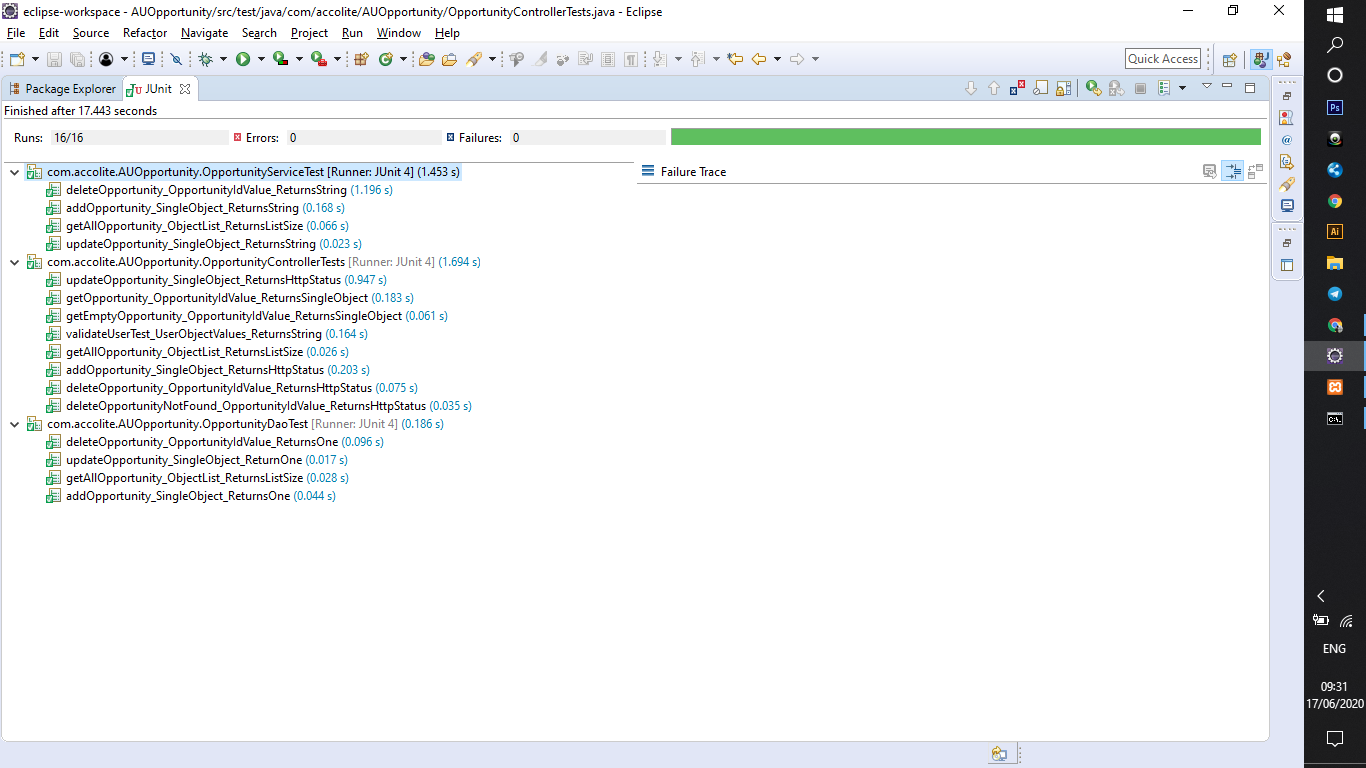 eclipse-workspace - AUOpportunity/src/test/java/com/accolite/AUOpportunity/OpportunityControllerTests.java - Eclipse
File Edit Source Refactor Navigate Search Project Run Window Help
Quick Access
Package Explorer JUnit
Finished after 17.443 seconds
Runs: 16/16 Errors: 0 Failures: 0
com.accolite.AUOpportunity.OpportunityServiceTest [Runner: JUnit 4] (1.453 s)
Failure Trace
deleteOpportunity_OpportunityIdValue_ReturnsString (1.196 s)
addOpportunity_SingleObject_ReturnsString (0.168 s)
getAllOpportunity_ObjectList_ReturnsListSize (0.066 s)
updateOpportunity_SingleObject_ReturnsString (0.023 s)
com.accolite.AUOpportunity.OpportunityControllerTests [Runner: JUnit 4] (1.694 s)
updateOpportunity_SingleObject_ReturnsHttpStatus (0.947 s)
getOpportunity_OpportunityIdValue_ReturnsSingleObject (0.183 s)
getEmptyOpportunity_OpportunityIdValue_ReturnsSingleObject (0.061 s)
validateUserTest_UserObjectValues_ReturnsString (0.164 s)
getAllOpportunity_ObjectList_ReturnsListSize (0.026 s)
addOpportunity_SingleObject_ReturnsHttpStatus (0.203 s)
deleteOpportunity_OpportunityIdValue_ReturnsHttpStatus (0.075 s)
deleteOpportunityNotFound_OpportunityIdValue_ReturnsHttpStatus (0.035 s)
com.accolite.AUOpportunity.OpportunityDaoTest [Runner: JUnit 4] (0.186 s)
deleteOpportunity_OpportunityIdValue_ReturnsOne (0.096 s)
updateOpportunity_SingleObject_ReturnOne (0.017 s)
getAllOpportunity_ObjectList_ReturnsListSize (0.028 s)
addOpportunity_SingleObject_ReturnsOne (0.044 s)
Ps
Ai
ENG
09:31
17/06/2020